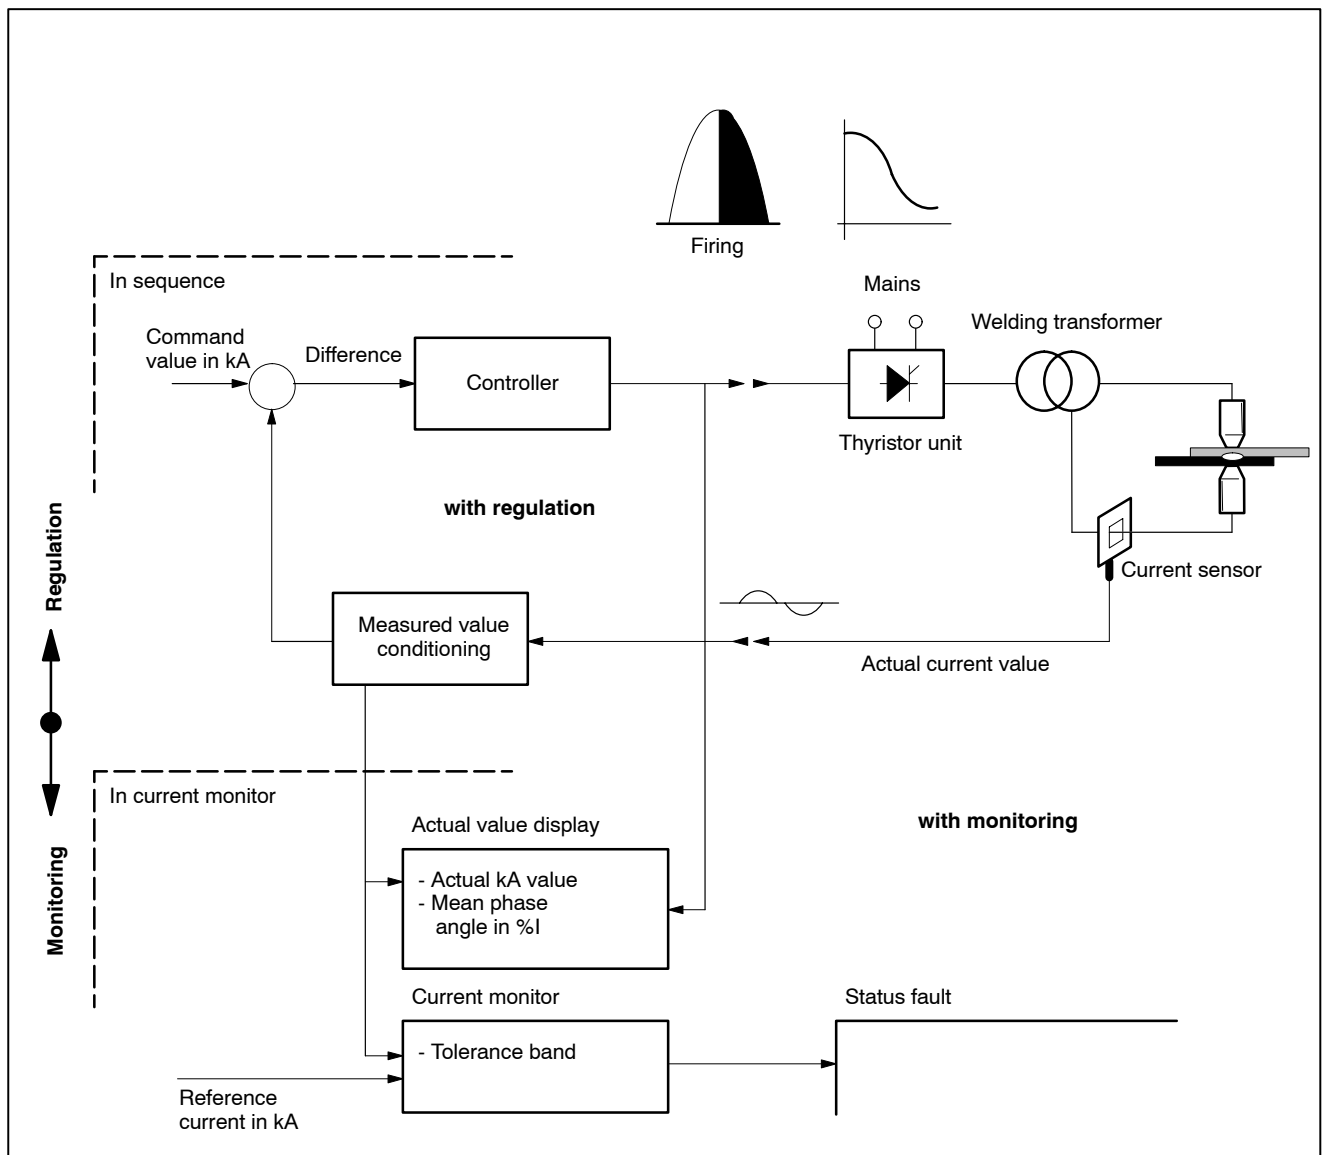 Firing
In sequence
Mains
Command
value in kA
Difference
Controller
Welding transformer
Thyristor unit
with regulation
Regulation
Current sensor
Measured value
conditioning
Actual current value
In current monitor
with monitoring
Monitoring
Actual value display
- Actual kA value
- Mean phase
angle in %I
Current monitor
Status fault
- Tolerance band
Reference
current in kA